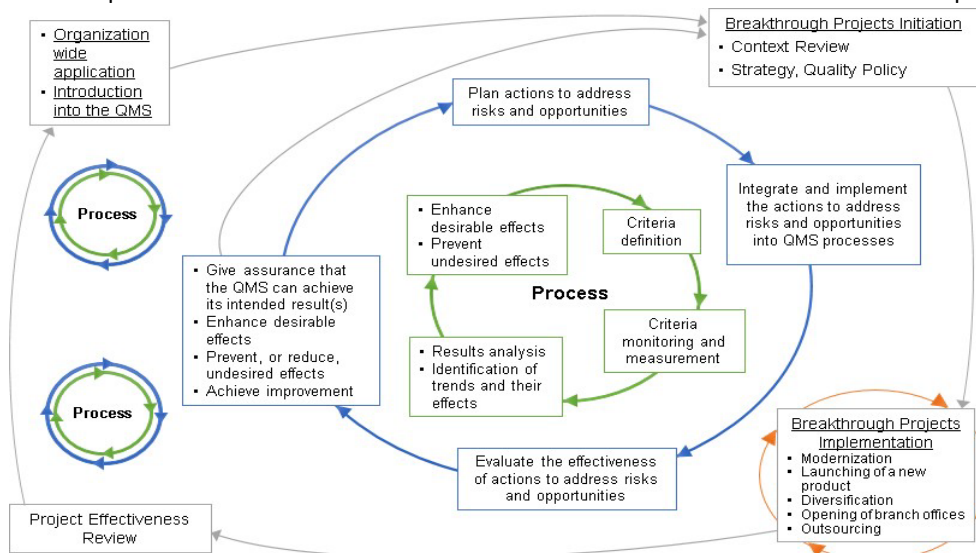 • Organization
wide
application
• Introduction
into the QMS
Breakthrough Projects Initiation
• Context Review
• Strategy, Quality Policy
Plan actions to address
risks and opportunities
Integrate and implement
the actions to address
risks and opportunities
into QMS processes
• Enhance
desirable effects
• Prevent
undesired effects
Criteria
definition
Process
Process
Criteria
monitoring and
measurement
• Results analysis
• Identification of
trends and their
effects
• Give assurance that
the QMS can achieve
its intended result(s)
• Enhance desirable
effects
• Prevent, or reduce,
undesired effects
• Achieve improvement
Process
Evaluate the effectiveness
of actions to address risks
and opportunities
Breakthrough Projects
Implementation
▪ Modernization
▪ Launching of a new
product
▪ Diversification
▪ Opening of branch offices
▪ Outsourcing
Project Effectiveness
Review